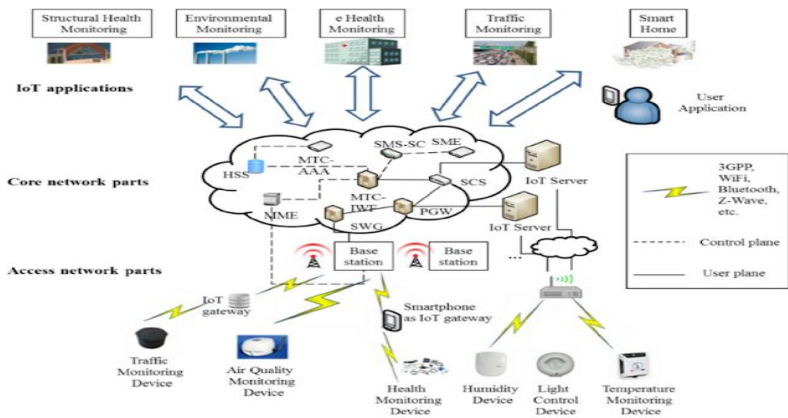 Structural Health
Monitoring
Environmental
Monitoring
e Health
Monitoring
Traffic
Monitoring
Smart
Home
IoT applications
User
Application
Core network parts
HSS
MTC-
AAA
SMS-SC
SME
MTC-
IWF
SCS
MME
SWG
PGW
IoT Server
IoT Server
3GPP,
WiFi,
Bluetooth,
Z-Wave,
etc.
Control plane
User plane
Access network parts
Base
station
Base
station
...
IoT
gateway
Smartphone
as IoT gateway
Traffic
Monitoring
Device
Air Quality
Monitoring
Device
Health
Monitoring
Device
Humidity
Device
Light
Control
Device
Temperature
Monitoring
Device